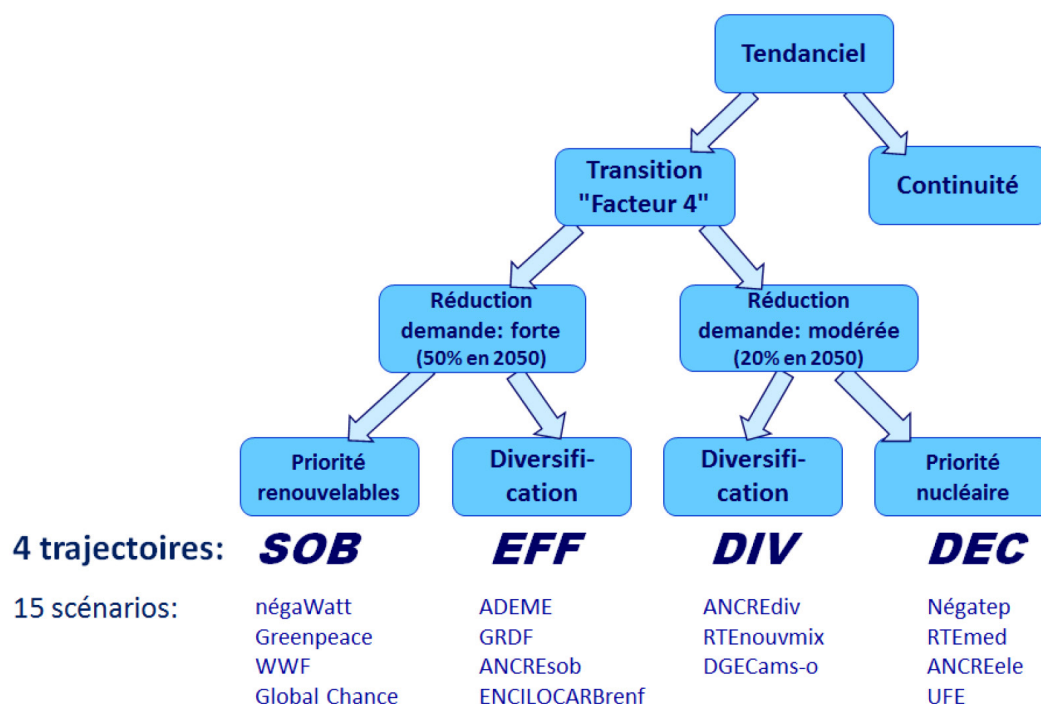 Tendanciel
Transition
"Facteur 4"
Continuité
Réduction
demande: forte
(50% en 2050)
Réduction
demande: modérée
(20% en 2050)
Priorité
renouvelables
Diversifi-
cation
Diversifi-
cation
Priorité
nucléaire
4 trajectoires:
SOB
EFF
DIV
DEC
15 scénarios:
négaWatt
Greenpeace
WWF
Global Chance
ADEME
GRDF
ANCREsob
ENCILOCARBrenf
ANCREdiv
RTEnouvmix
DGECams-o
Négatep
RTEmed
ANCREele
UFE